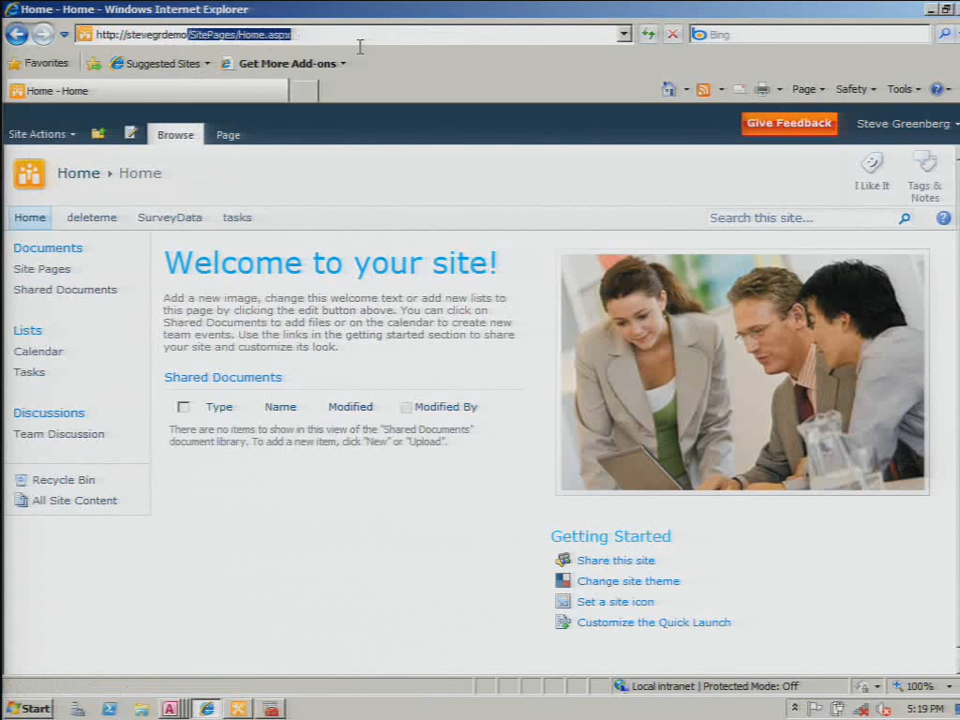 Home - Home - Windows Internet Explorer
http://stevegrdemo/SitePages/Home.aspx
Bing
Favorites
Suggested Sites
Get More Add-ons
Home - Home
Page
Safety
Tools
Site Actions
Browse
Page
Give Feedback
Steve Greenberg
Home
Home
I Like It
Tags & Notes
Home
deleteme
SurveyData
tasks
Search this site...
Documents
Site Pages
Shared Documents
Lists
Calendar
Tasks
Discussions
Team Discussion
Recycle Bin
All Site Content
Welcome to your site!
Add a new image, change this welcome text or add new lists to
this page by clicking the edit button above. You can click on
Shared Documents to add files or on the calendar to create new
team events. Use the links in the getting started section to share
your site and customize its look.
Shared Documents
Type
Name
Modified
Modified By
There are no items to show in this view of the "Shared Documents"
document library. To add a new item, click "New" or "Upload".
Getting Started
Share this site
Change site theme
Set a site icon
Customize the Quick Launch
Local intranet | Protected Mode: Off
100%
Start
5:19 PM